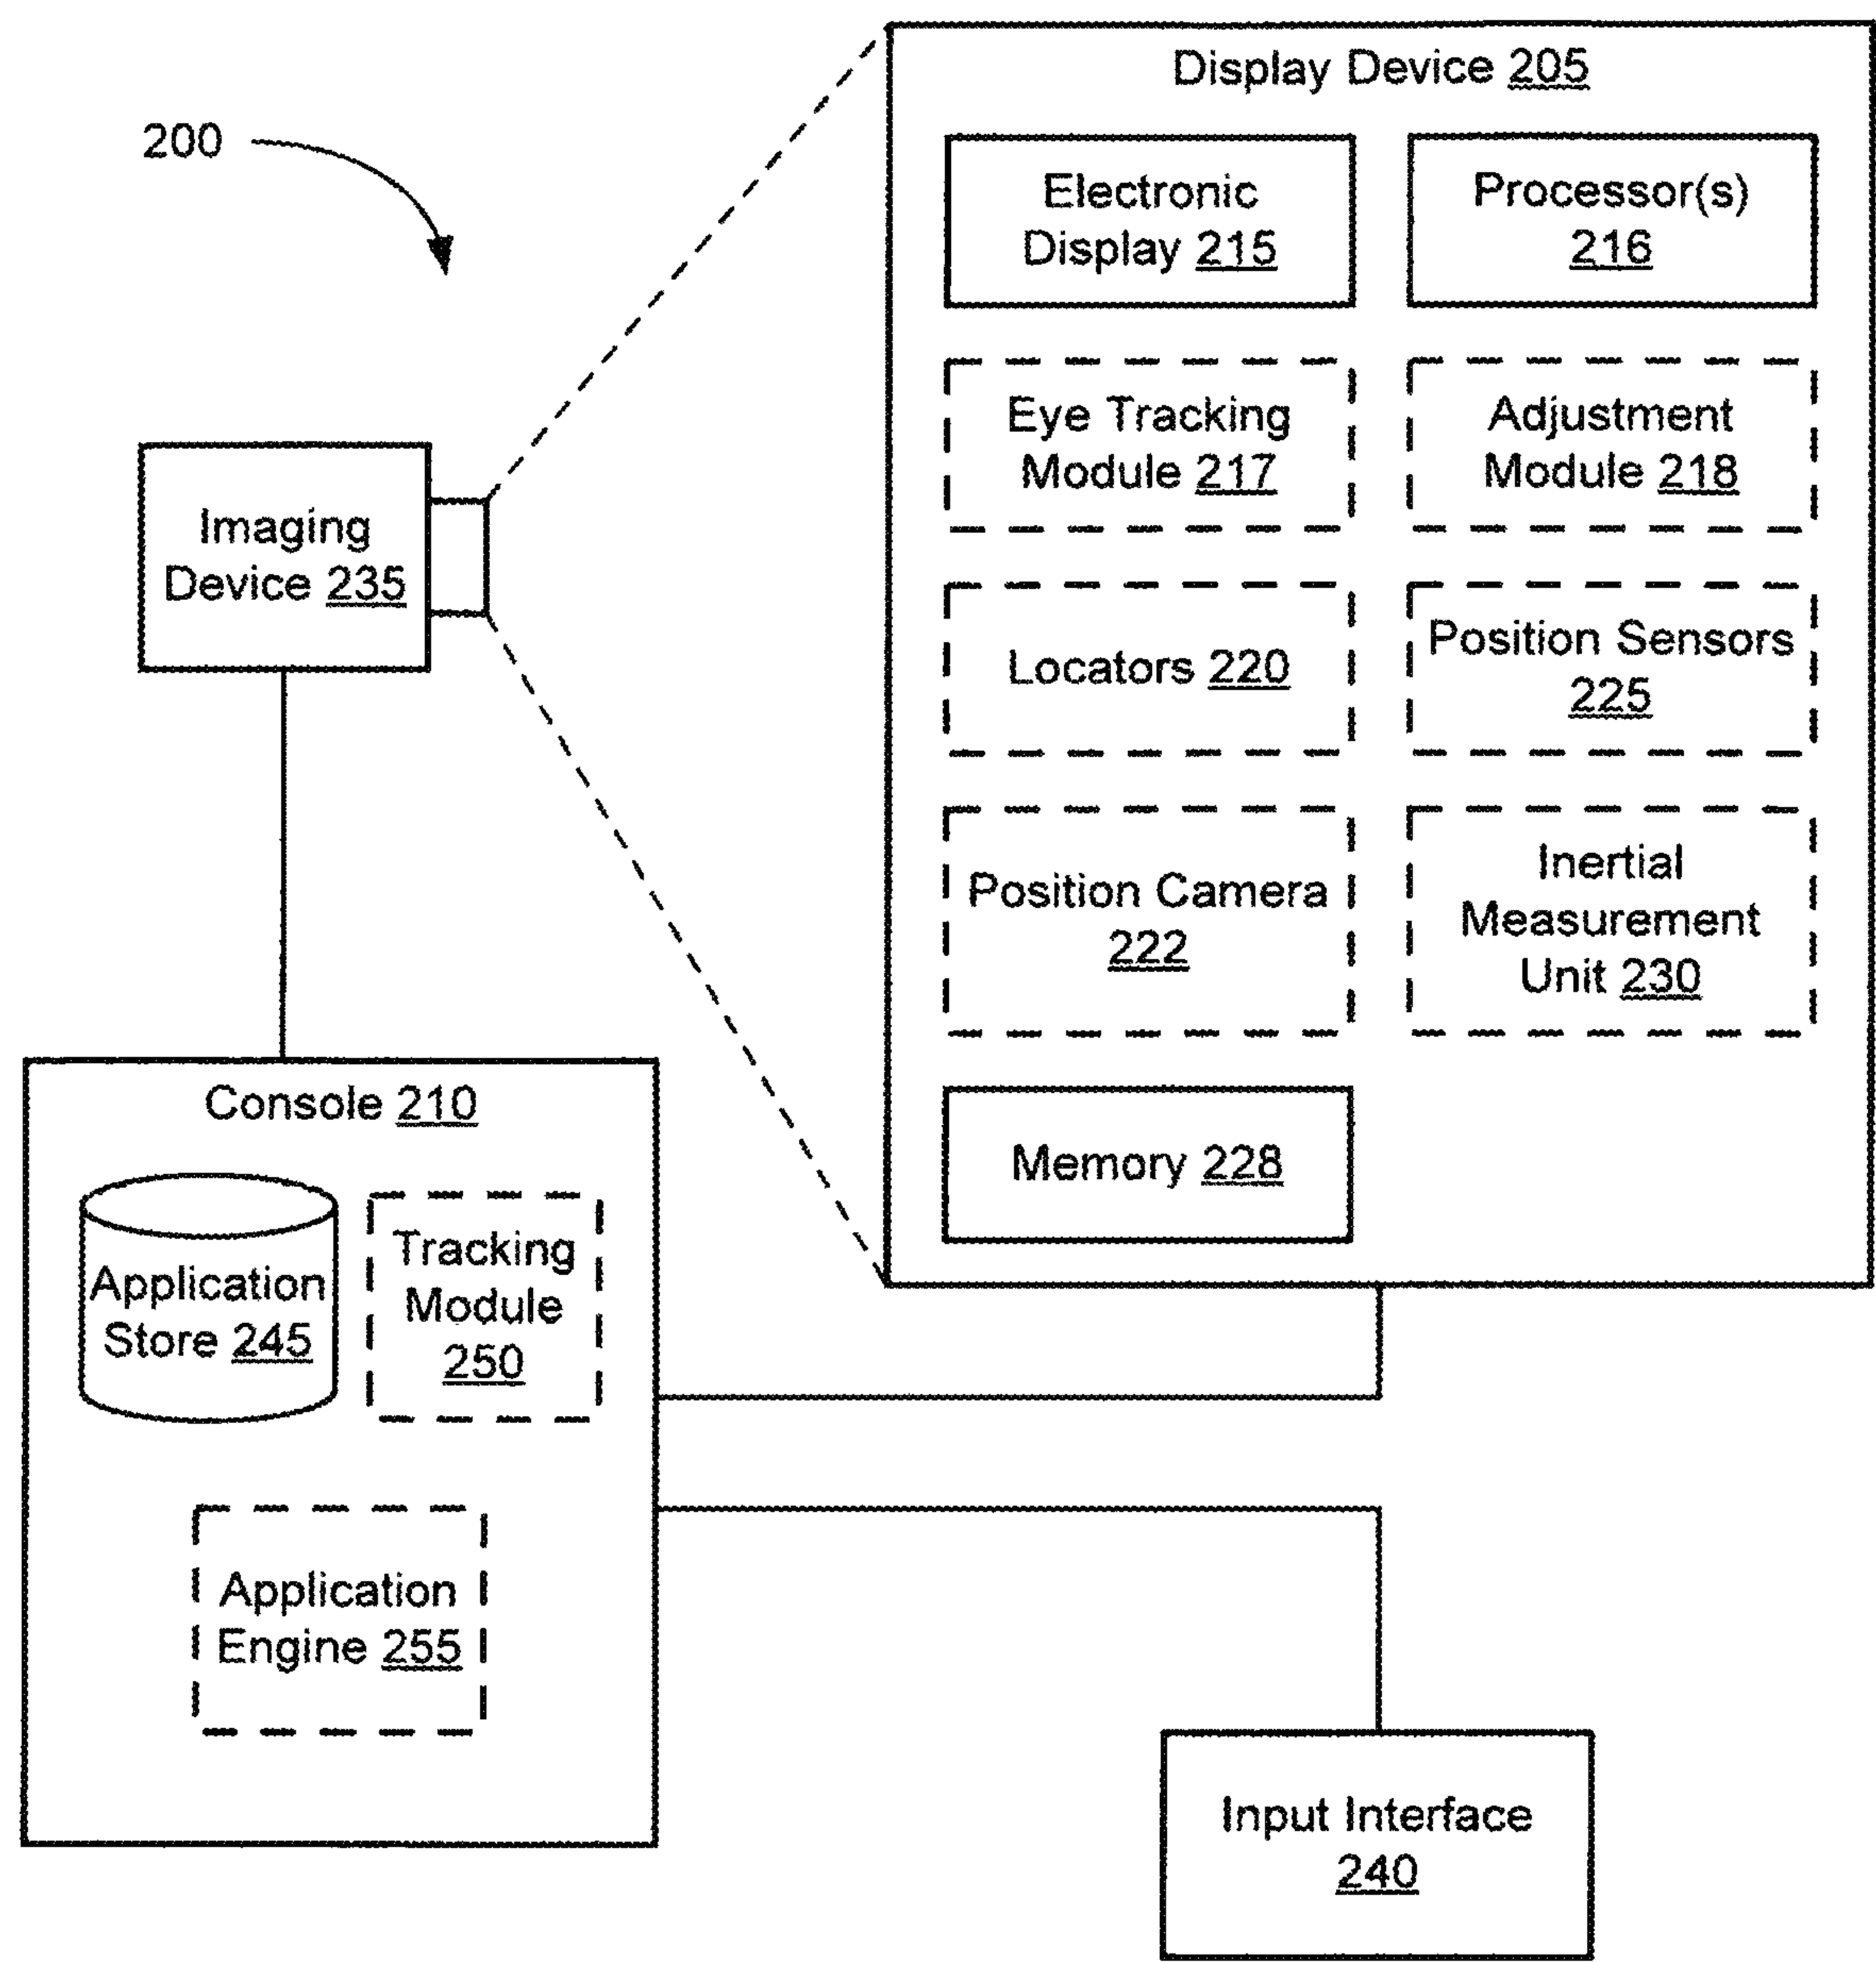 200
Display Device 205
Electronic
Display 215
Processor(s)
216
Eye Tracking
Module 217
Adjustment
Module 218
Imaging
Device 235
Locators 220
Position Sensors
225
Position Camera
222
Inertial
Measurement
Unit 230
Memory 228
Console 210
Application
Store 245
Tracking
Module
250
Application
Engine 255
Input Interface
240